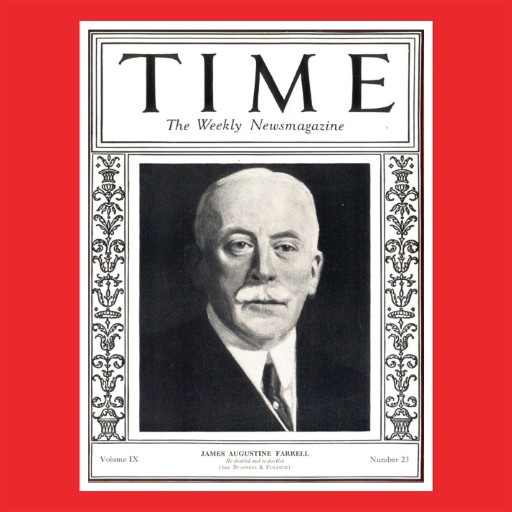 TIME
The Weekly Newsmagazine
JAMES AUGUSTINE FARRELL
Volume IX
He doubled and re-doubled.
Number 23
(See BUSINESS & FINANCE)